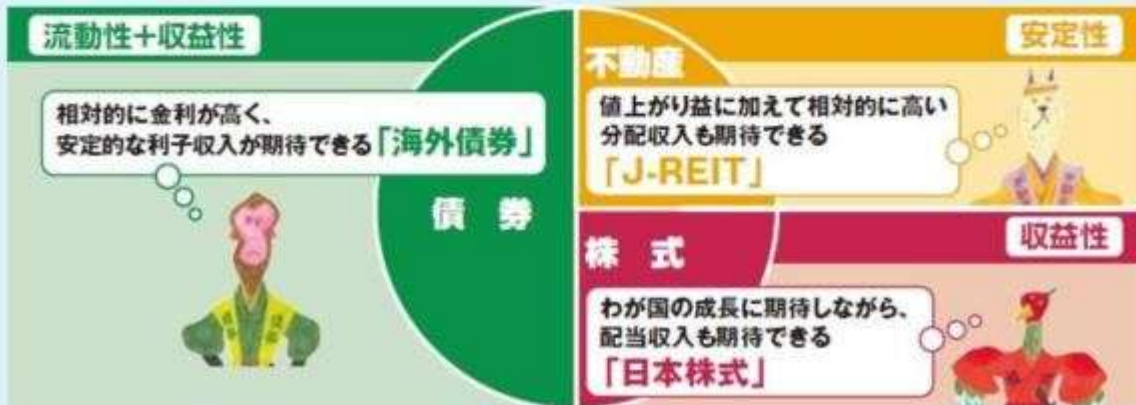 流動性+収益性
相対的に金利が高く、
安定的な利子収入が期待できる「海外債券」
債 券
不動産
安定性
値上がり益に加えて相対的に高い
分配収入も期待できる
「J-REIT」
株 式
収益性
わが国の成長に期待しながら、
配当収入も期待できる
「日本株式」